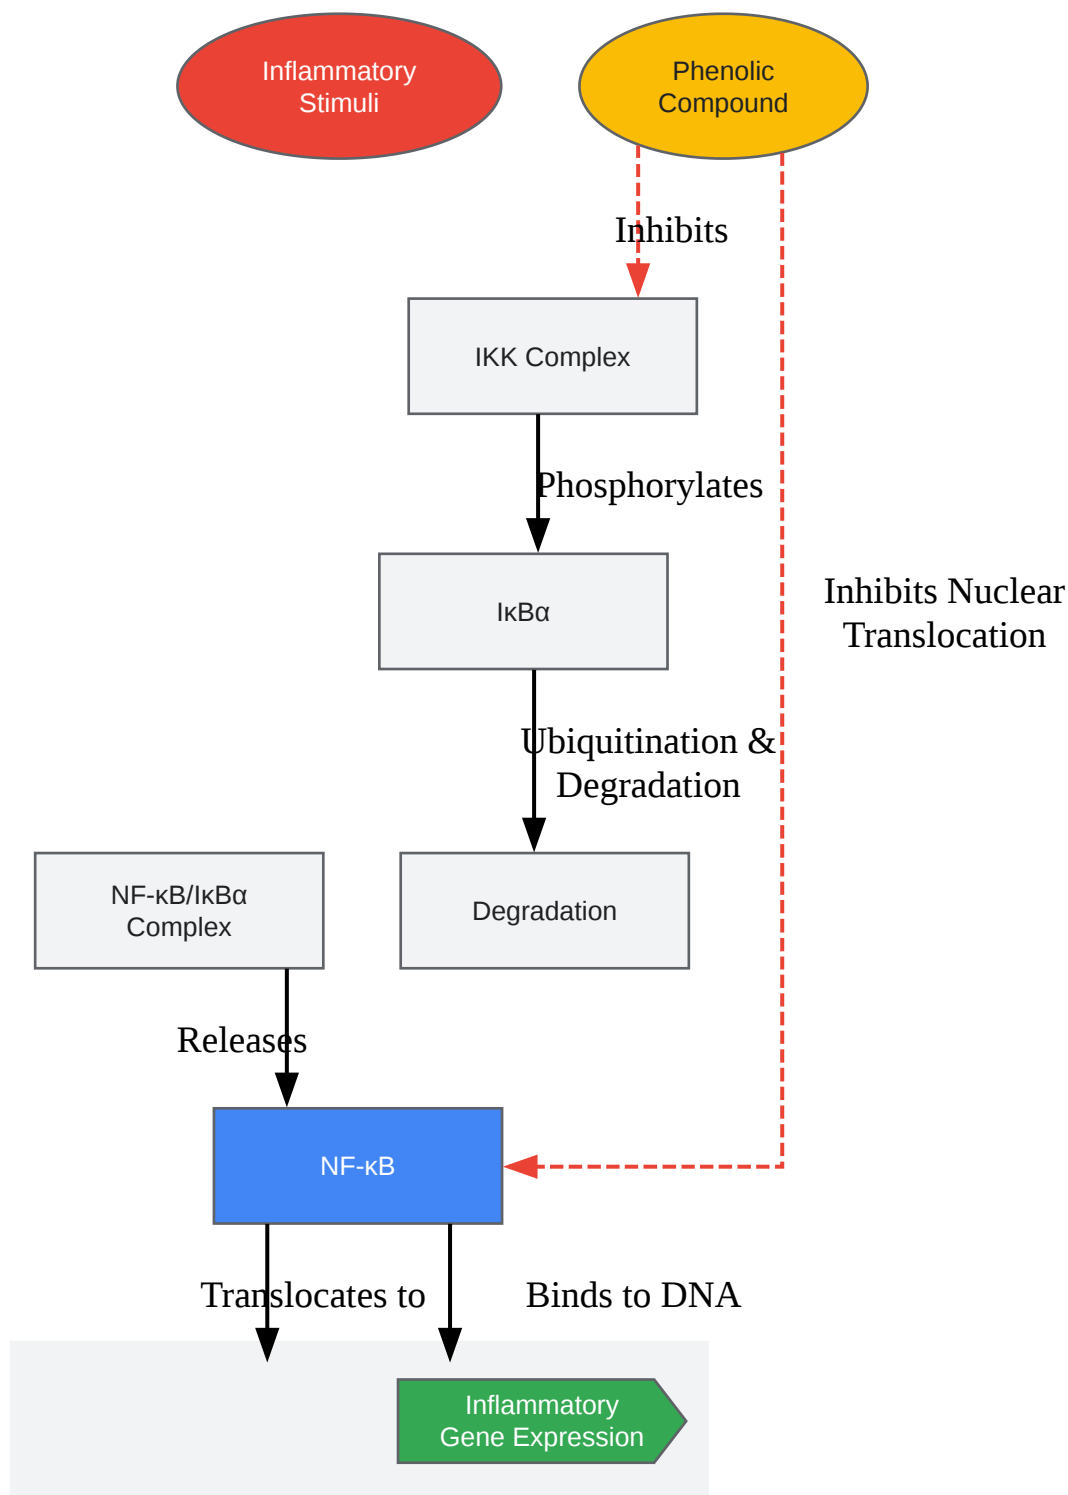 Inflammatory
Stimuli
Phenolic
Compound
Inhibits
IKK Complex
Phosphorylates
IκBα
Inhibits Nuclear
Translocation
Ubiquitination &
Degradation
NF-κB/IκBα
Complex
Degradation
Releases
NF-κB
Translocates to
Binds to DNA
Inflammatory
Gene Expression